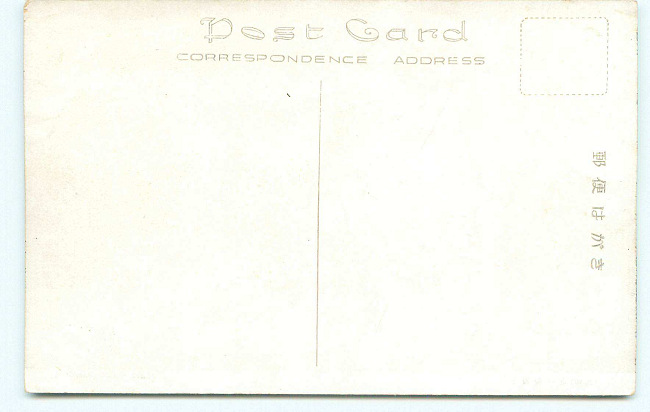 Post Card
CORRESPONDENCE ADDRESS
郵便はがき